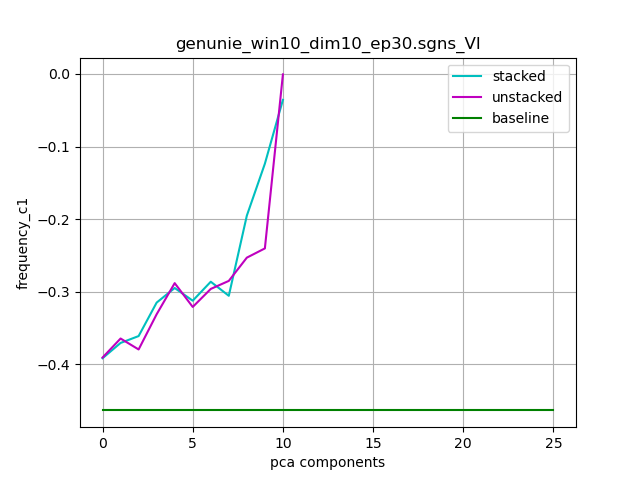 genunie_win10_dim10_ep30.sgns_VI
stacked
unstacked
baseline
frequency_c1
0.0
−0.1
−0.2
−0.3
−0.4
0
5
10
15
20
25
pca components